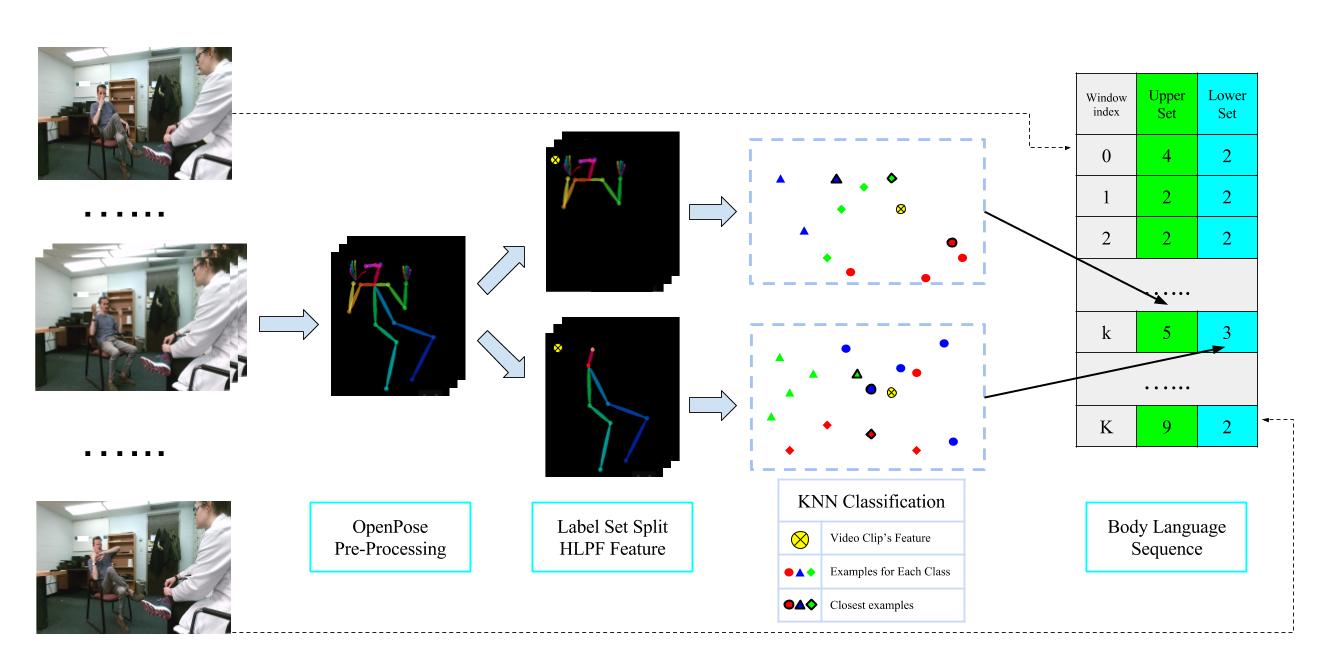 Window index
Upper Set
Lower Set
0 4 2
1 2 2
2 2 2
......
k 5 3
......
K 9 2
......
......
OpenPose
Pre-Processing
Label Set Split
HLPF Feature
KNN Classification
Video Clip's Feature
Examples for Each Class
Closest examples
Body Language
Sequence